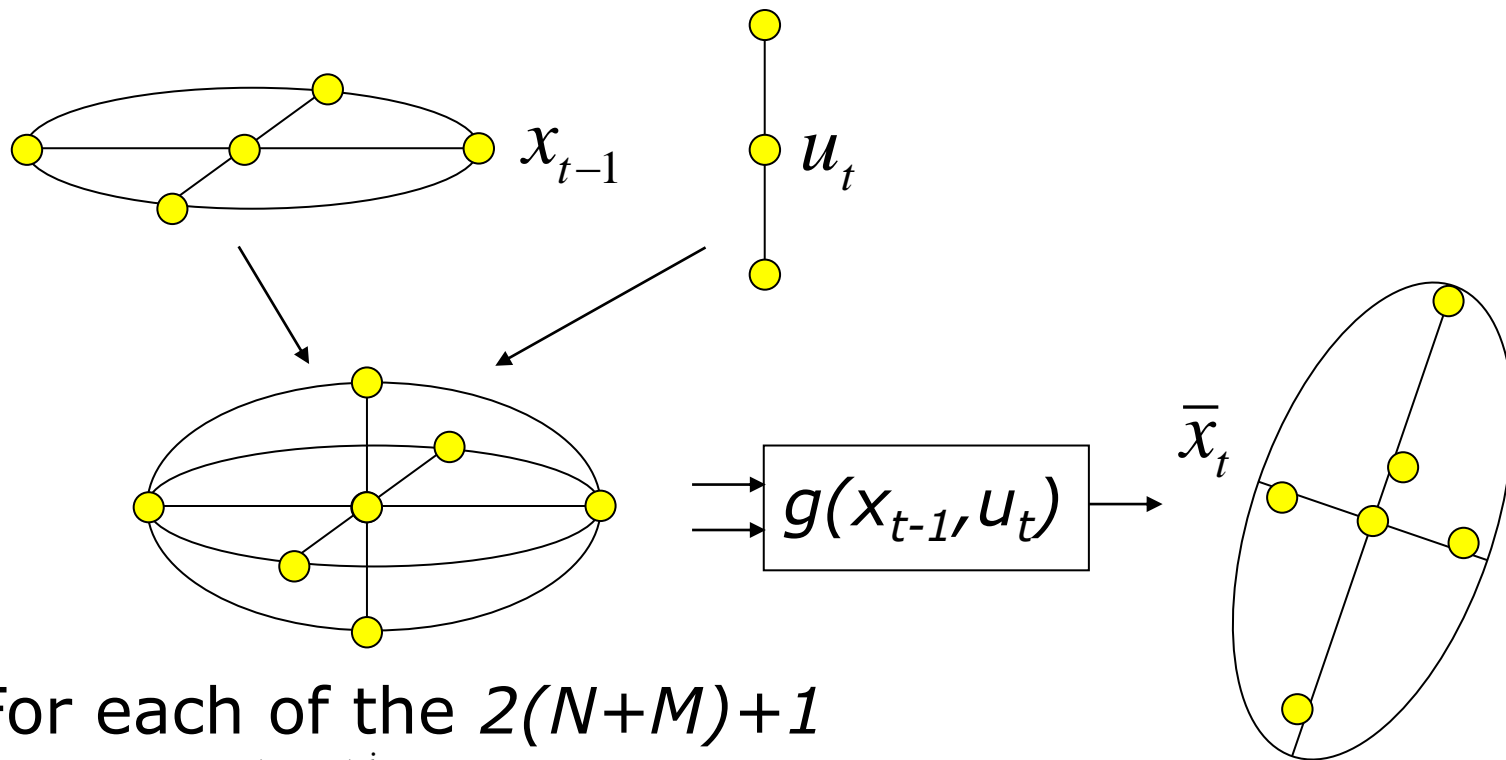 x_{t-1}
u_t
x̄_t
g(x_{t-1},u_t)
For each of the 2(N+M)+1